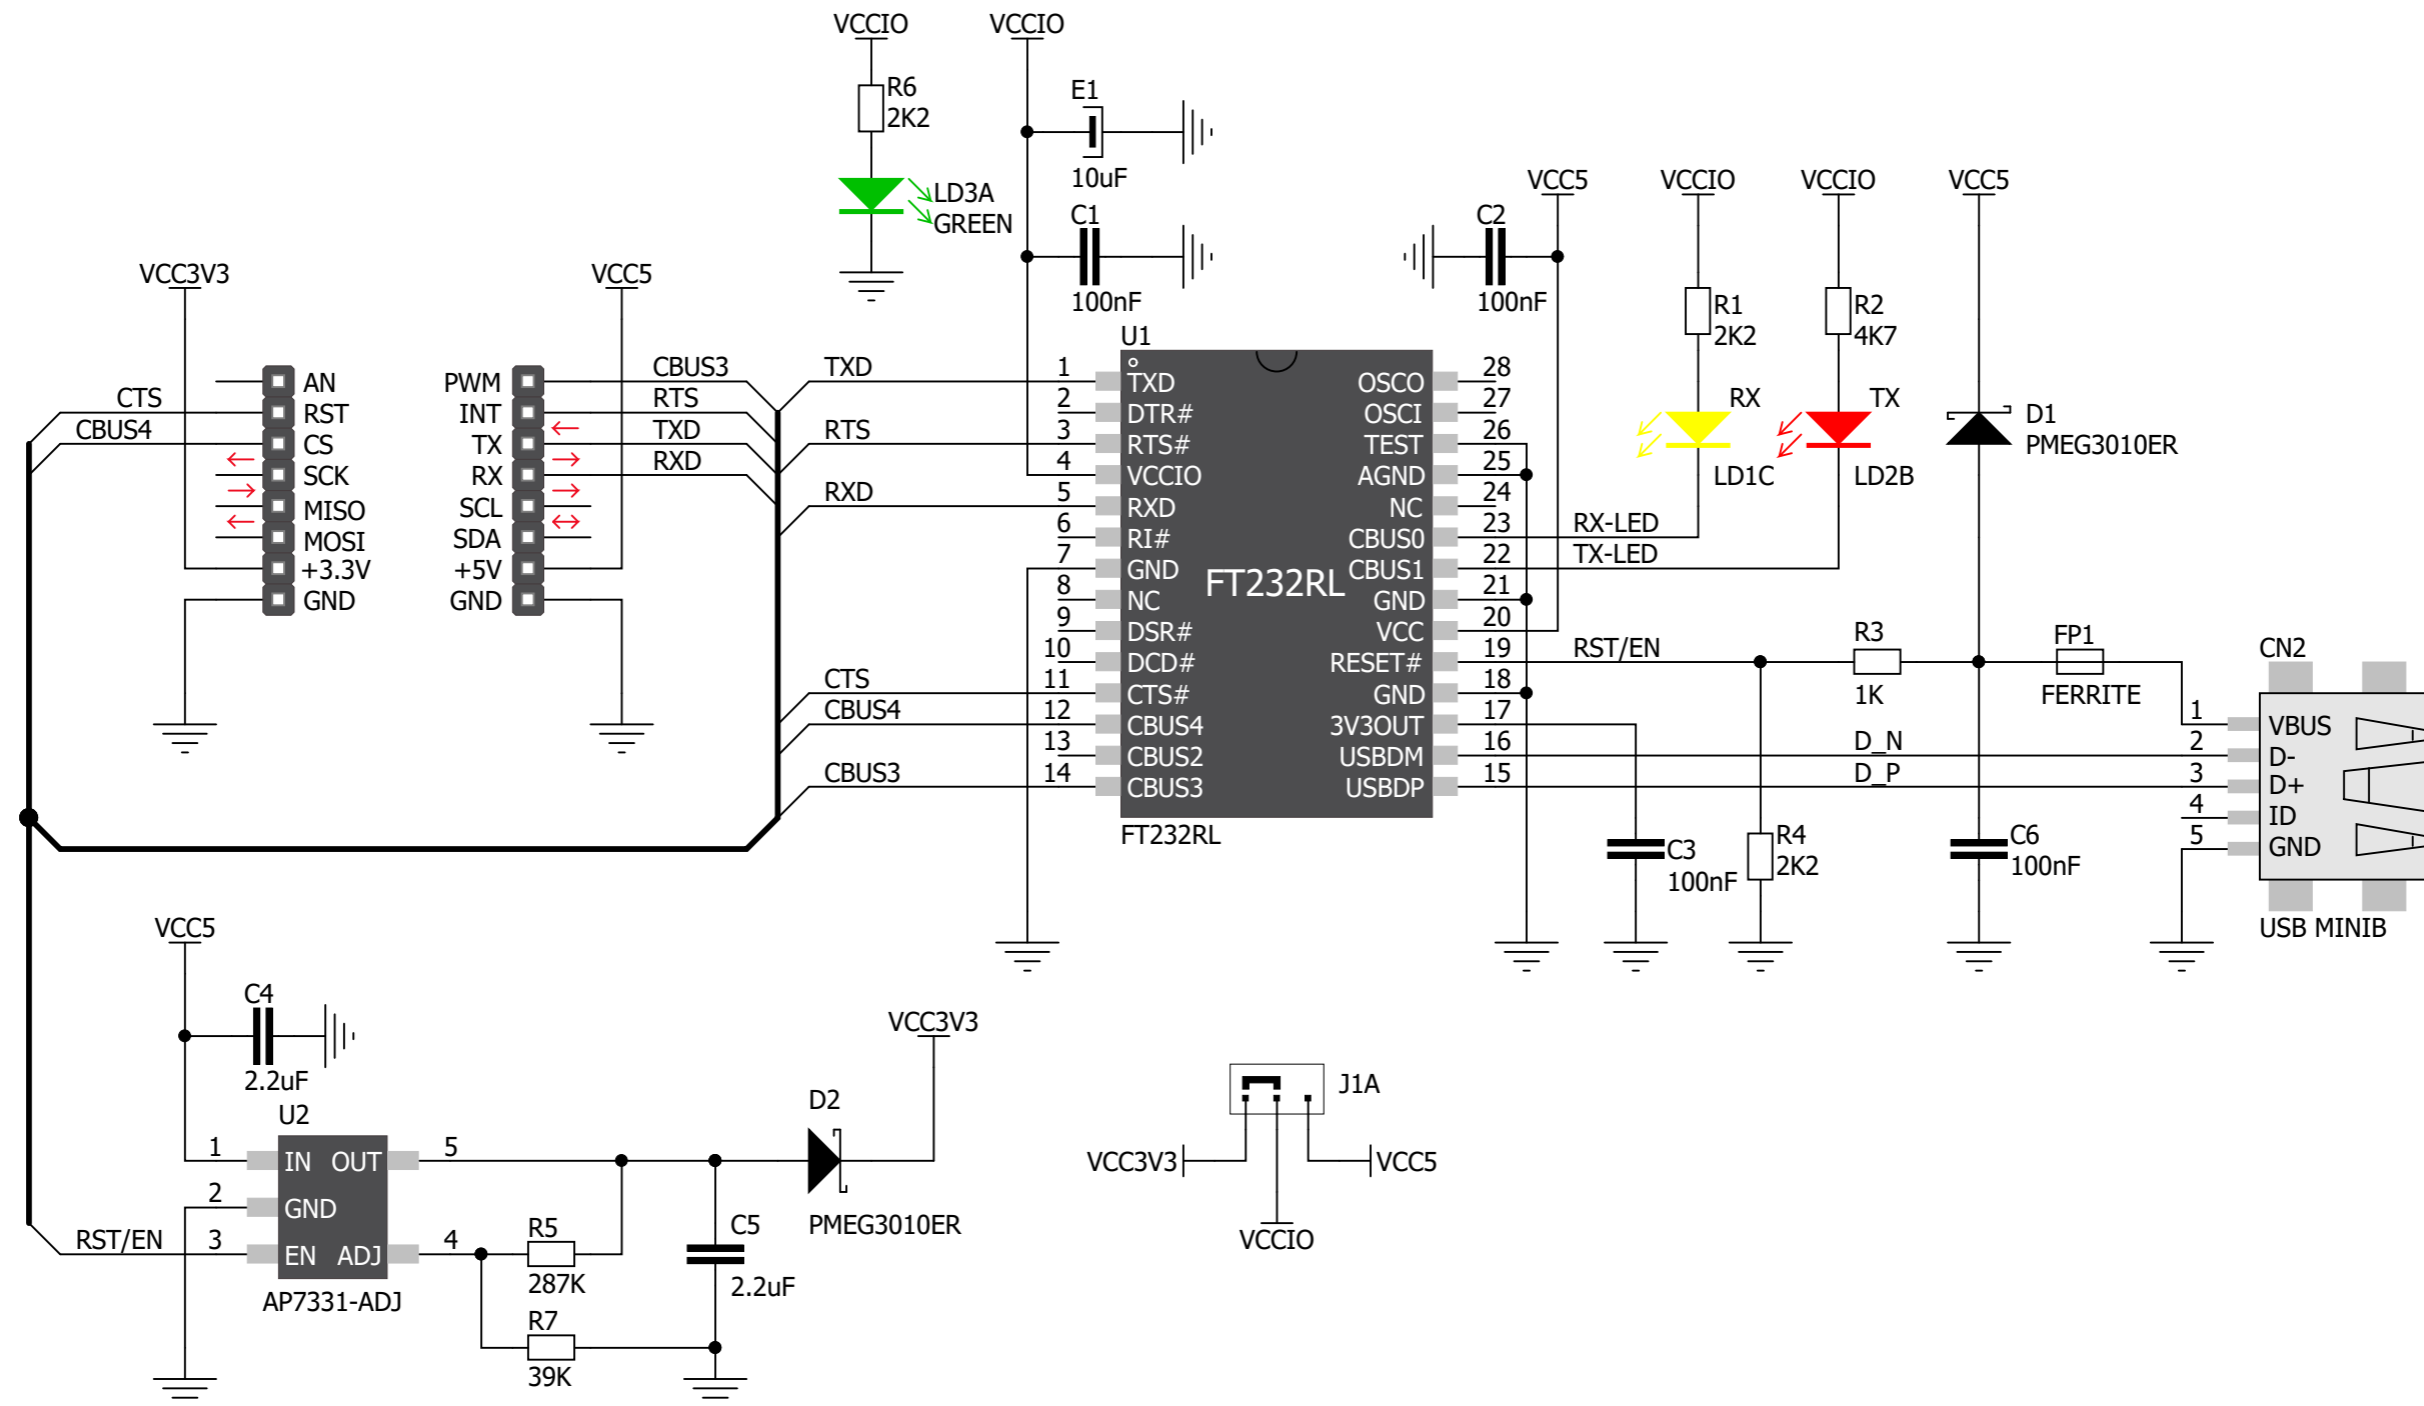 VCCIO
VCCIO
R6
2K2
LD3A
GREEN
E1
10uF
C1
100nF
VCC5
C2
100nF
VCCIO
R1
2K2
RX
LD1C
VCCIO
R2
4K7
TX
LD2B
VCC5
D1
PMEG3010ER
VCC3V3
VCC5
CTS
CBUS4
AN
RST
CS
SCK
MISO
MOSI
+3.3V
GND
PWM
INT
TX
RX
SCL
SDA
+5V
GND
CBUS3
RTS
TXD
RXD
TXD
RTS
RXD
CTS
CBUS4
CBUS3
U1
1 TXD
2 DTR#
3 RTS#
4 VCCIO
5 RXD
6 RI#
7 GND
8 NC
9 DSR#
10 DCD#
11 CTS#
12 CBUS4
13 CBUS2
14 CBUS3
FT232RL
OSCO 28
OSCI 27
TEST 26
AGND 25
NC 24
CBUS0 23
CBUS1 22
GND 21
VCC 20
RESET# 19
GND 18
3V3OUT 17
USBDM 16
USBDP 15
FT232RL
RX-LED
TX-LED
RST/EN
R3
1K
FP1
FERRITE
D_N
D_P
C3
100nF
R4
2K2
C6
100nF
CN2
1 VBUS
2 D-
3 D+
4 ID
5 GND
USB MINIB
VCC5
C4
2.2uF
U2
1 IN OUT 5
2 GND
RST/EN 3 EN ADJ 4
AP7331-ADJ
R5
287K
R7
39K
C5
2.2uF
D2
PMEG3010ER
VCC3V3
J1A
VCC3V3
VCC5
VCCIO